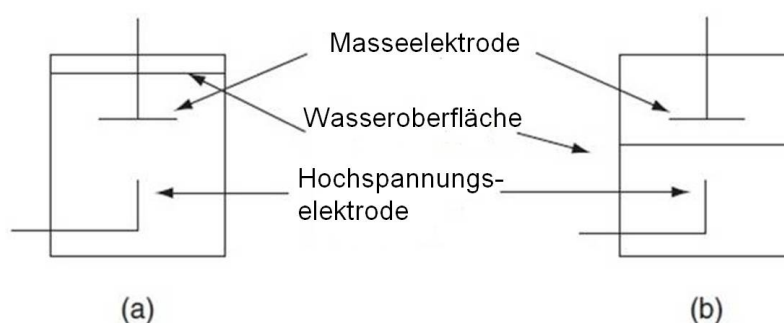 Masseelektrode
Wasseroberfläche
Hochspannungs-
elektrode
(a)
(b)